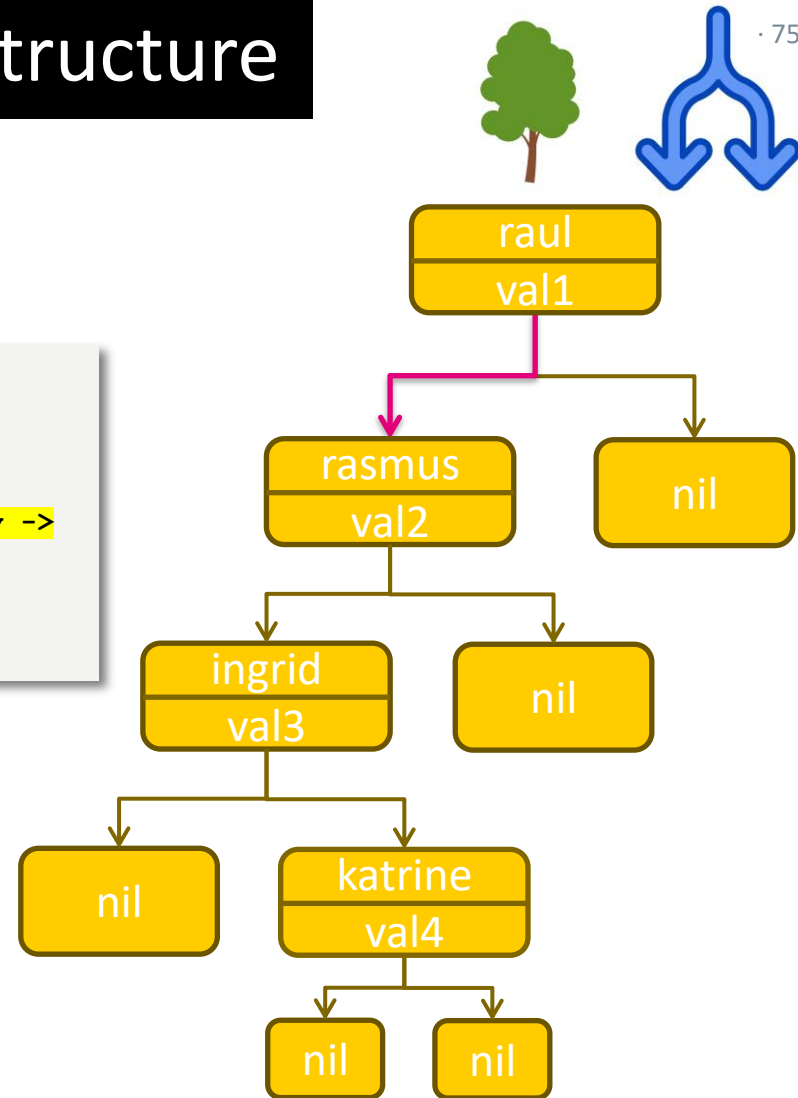 tructure
· 75
raul
val1
->
rasmus
val2
nil
ingrid
val3
nil
nil
katrine
val4
nil
nil